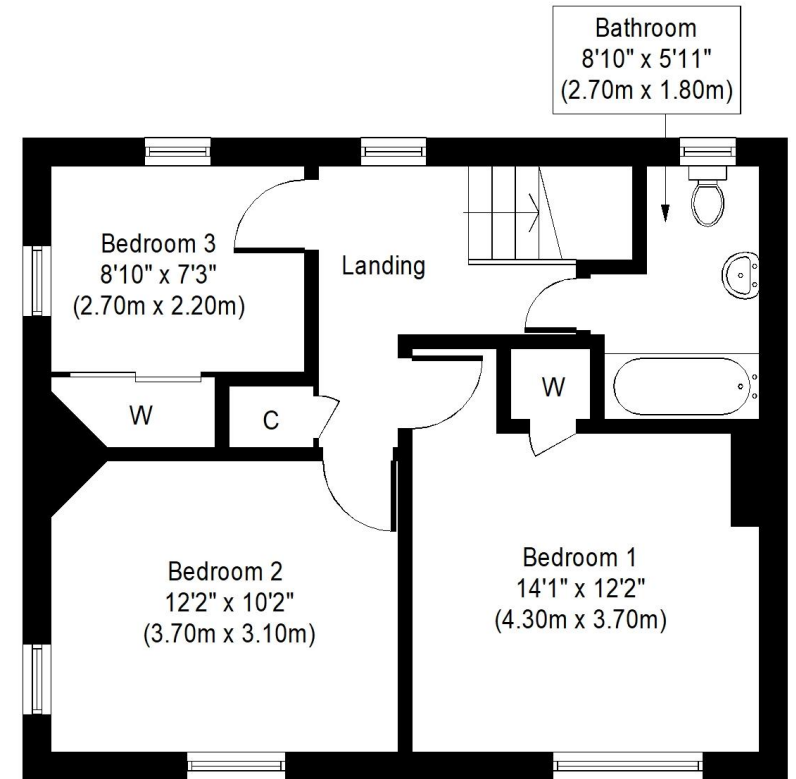 Bathroom
8'10" x 5'11"
(2.70m x 1.80m)
Bedroom 3
8'10" x 7'3"
(2.70m x 2.20m)
Landing
W
C
W
Bedroom 2
12'2" x 10'2"
(3.70m x 3.10m)
Bedroom 1
14'1" x 12'2"
(4.30m x 3.70m)